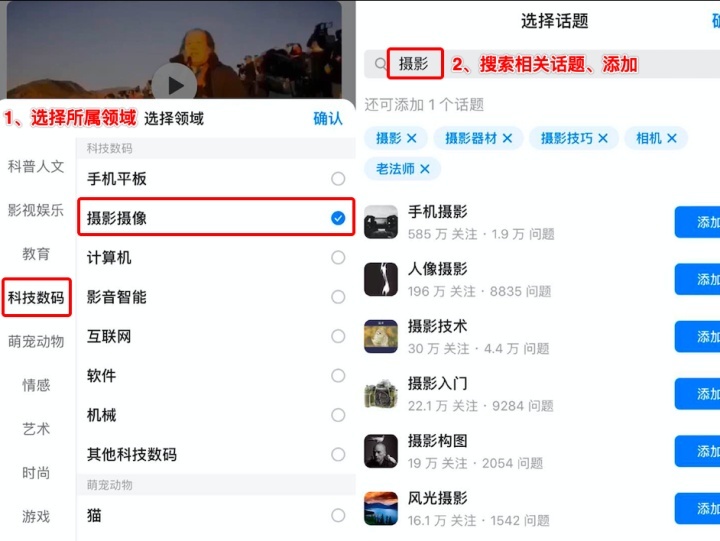 1、选择所属领域
选择领域
确认
科技数码
科普人文
手机平板
影视娱乐
摄影摄像
教育
计算机
科技数码
影音智能
萌宠动物
互联网
情感
软件
艺术
机械
时尚
其他科技数码
萌宠动物
游戏
猫
选择话题
摄影
2、搜索相关话题、添加
还可添加 1 个话题
摄影 ×
摄影器材 ×
摄影技巧 ×
相机 ×
老法师 ×
手机摄影
585 万 关注 · 1.9 万 问题
添加
人像摄影
196 万 关注 · 8835 问题
添加
摄影技术
30 万 关注 · 4.4 万 问题
添加
摄影入门
22.1 万 关注 · 9284 问题
添加
摄影构图
19 万 关注 · 2054 问题
添加
风光摄影
16.1 万 关注 · 1542 问题
添加